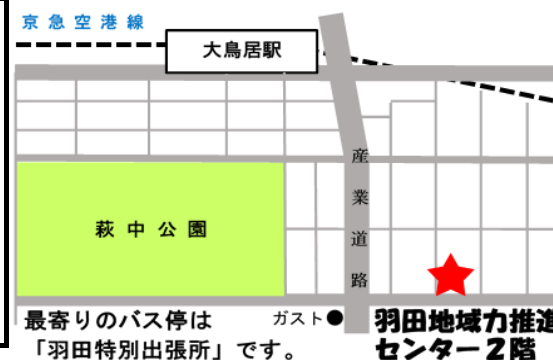 京急空港線
大鳥居駅
産業道路
萩中公園
ガスト
最寄りのバス停は
「羽田特別出張所」です。
羽田地域力推進
センター2階